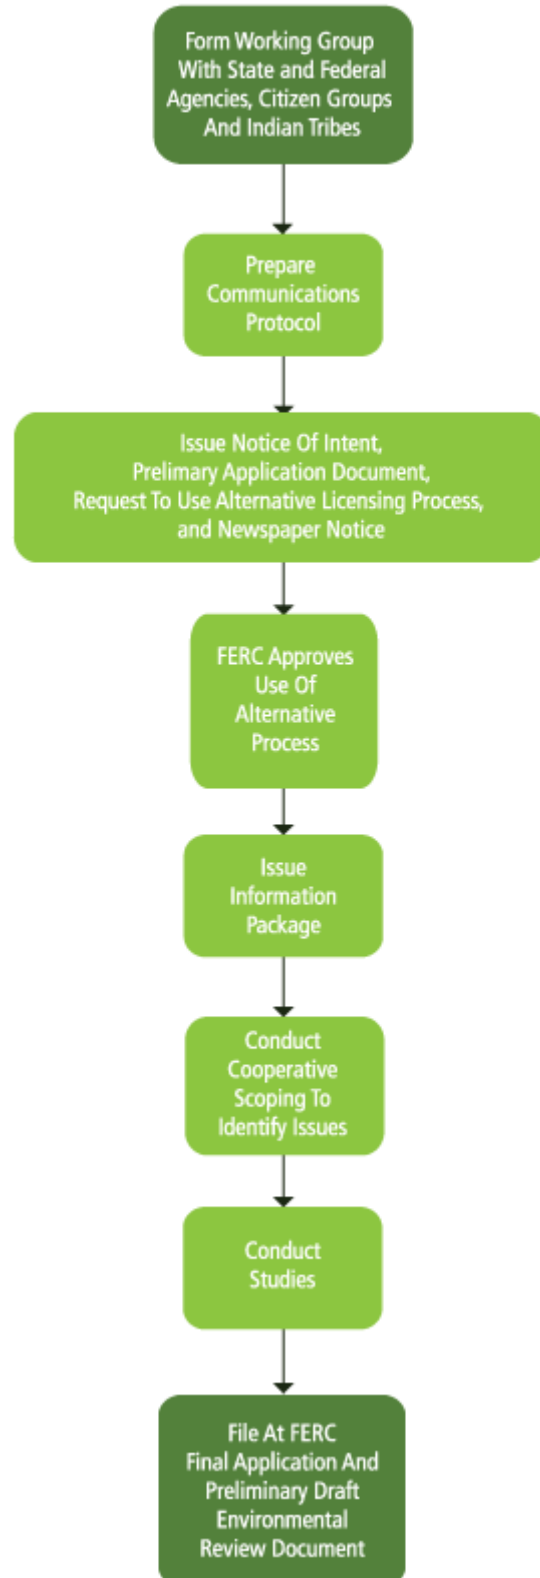 Form Working Group
With State and Federal
Agencies, Citizen Groups
And Indian Tribes
Prepare
Communications
Protocol
Issue Notice Of Intent,
Prelimary Application Document,
Request To Use Alternative Licensing Process,
and Newspaper Notice
FERC Approves
Use Of
Alternative
Process
Issue
Information
Package
Conduct
Cooperative
Scoping To
Identify Issues
Conduct
Studies
File At FERC
Final Application And
Preliminary Draft
Environmental
Review Document